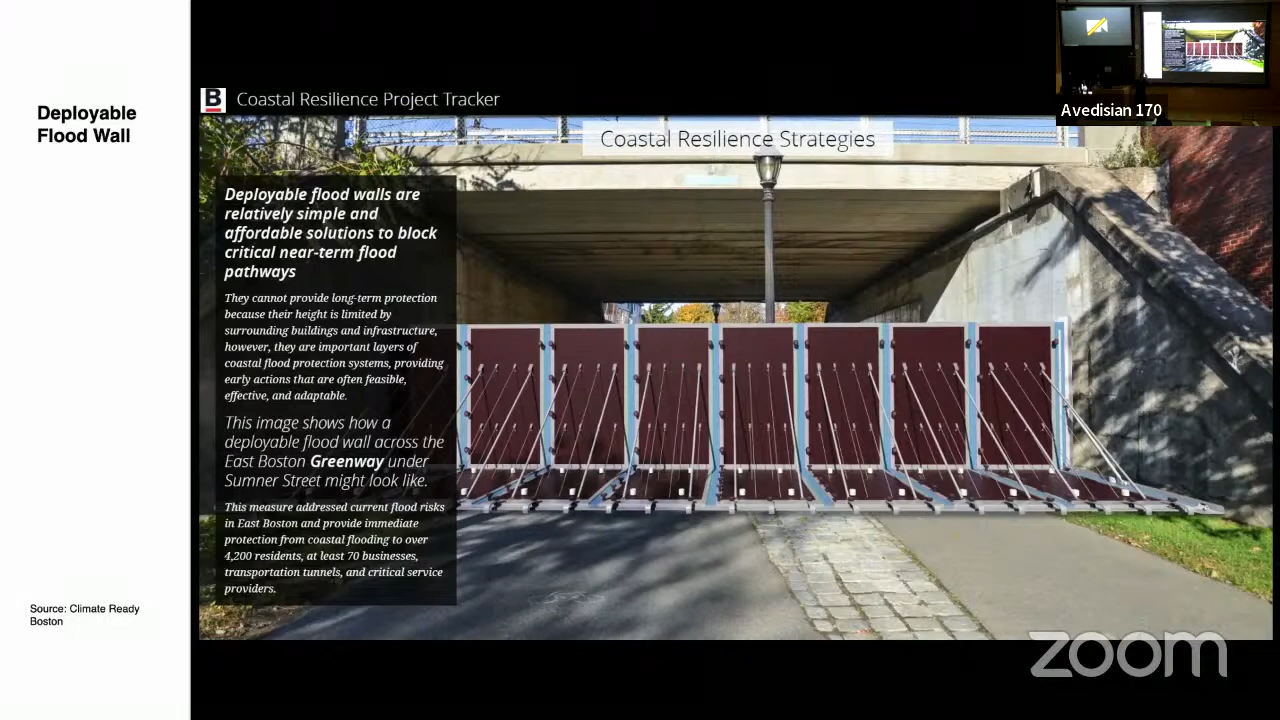 Deployable
Flood Wall
B
Coastal Resilience Project Tracker
Coastal Resilience Strategies
Avedisian 170
Deployable flood walls are
relatively simple and
affordable solutions to block
critical near-term flood
pathways
They cannot provide long-term protection
because their height is limited by
surrounding buildings and infrastructure,
however, they are important layers of
coastal flood protection systems, providing
early actions that are often feasible,
effective, and adaptable.
This image shows how a
deployable flood wall across the
East Boston Greenway under
Sumner Street might look like.
This measure addressed current flood risks
in East Boston and provide immediate
protection from coastal flooding to over
4,200 residents, at least 70 businesses,
transportation tunnels, and critical service
providers.
Source: Climate Ready
Boston
zoom